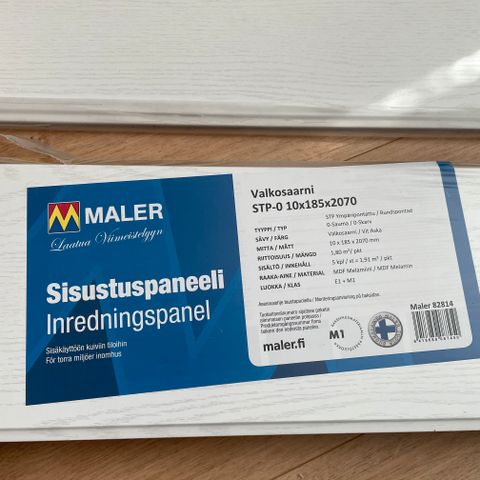 MALER
Laatua Viimeistelyyn
Sisustuspaneeli
Inredningspanel
Sisäkäyttöön kuiviin tiloihin
För torra miljöer inomhus
Valkosaarni
STP-0 10x185x2070
TYYPPI / TYP STP Ympäripontattu / Rundspontad
0-Sauma / 0-Skarv
SÄVY / FÄRG Valkosaarni / Vit Aska
MITTA / MÅTT 10 x 185 x 2070 mm
RIITTOISUUS / MÄNGD 1,80 m²/ pkt
SISÄLTÖ / INNEHÅLL 5 kpl / st = 1,91 m² / pkt
RAAKA-AINE / MATERIAL MDF Melamiini / MDF Melamin
LUOKKA / KLAS E1 + M1
maler.fi
M1
Maler 82814